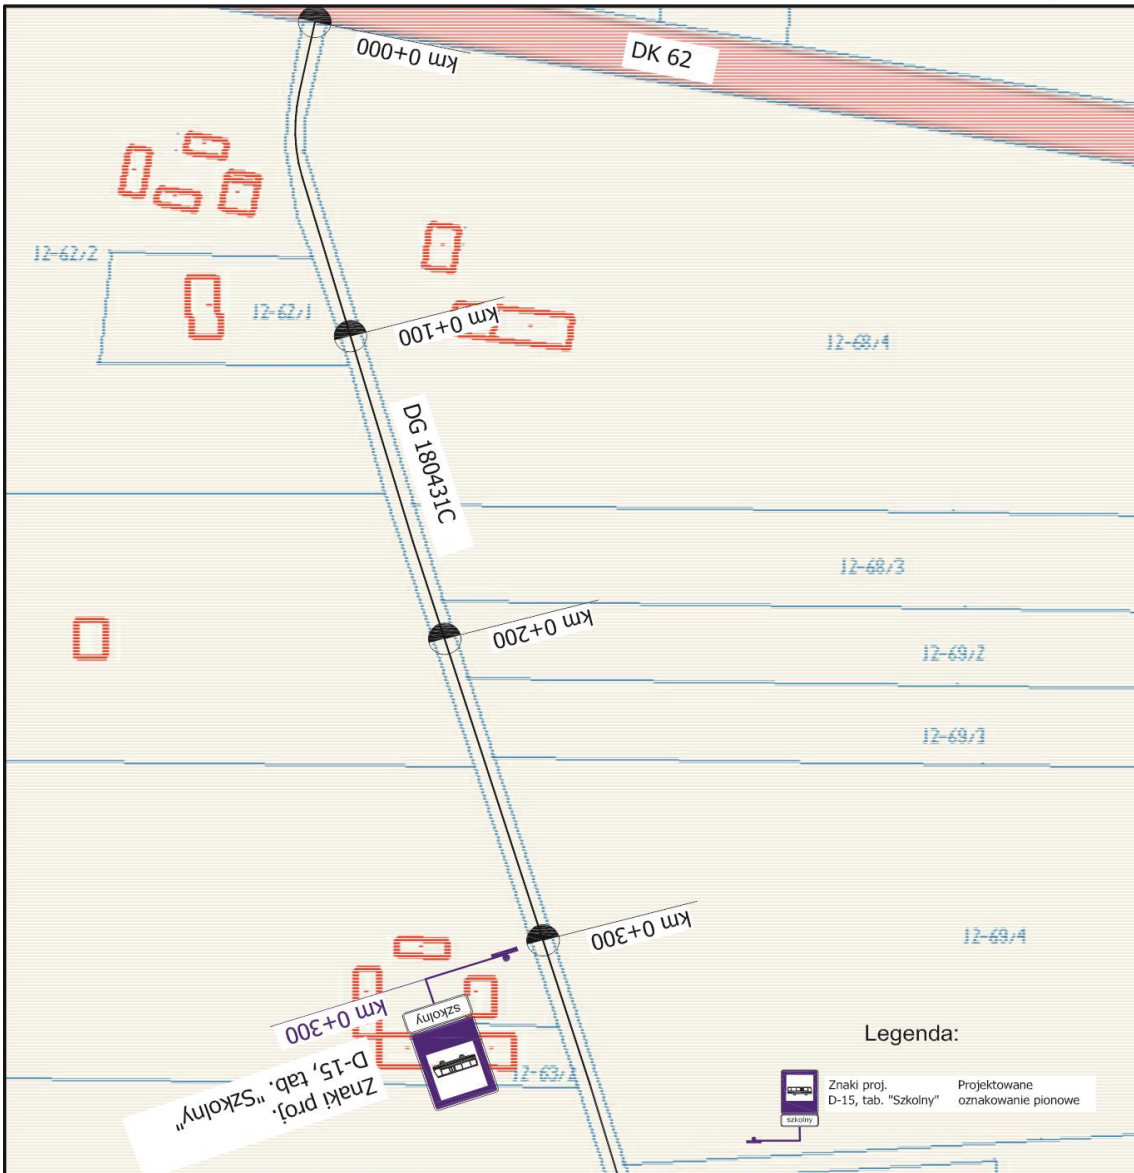 km 0+000
DK 62
12-62/2
12-62/1
km 0+100
12-68/4
DG 180431C
12-68/3
km 0+200
12-69/2
12-69/3
km 0+300
12-69/4
km 0+300
szkolny
Znaki proj.
D-15, tab. "Szkolny"
12-63/
Legenda:
Znaki proj.
D-15, tab. "Szkolny"
Projektowane
oznakowanie pionowe
szkolny